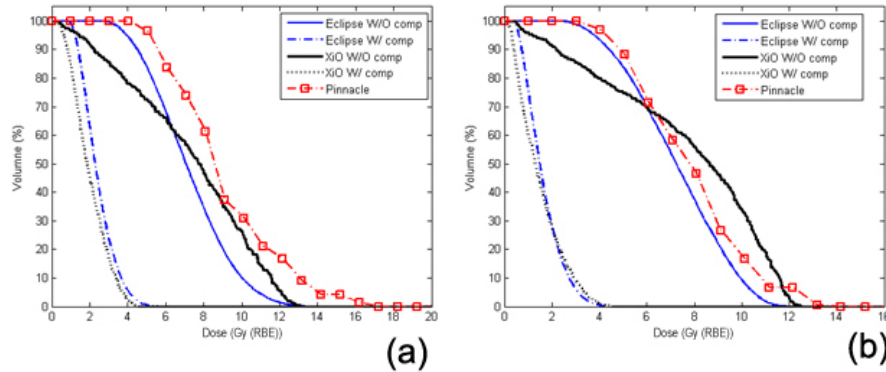 100
90
80
70
60
50
40
30
20
10
0
Volumne (%)
0 2 4 6 8 10 12 14 16 18 20
Dose (Gy (RBE))
Eclipse W/O comp
Eclipse W/ comp
XiO W/O comp
XiO W/ comp
Pinnacle
(a)
100
90
80
70
60
50
40
30
20
10
0
Volumne (%)
0 2 4 6 8 10 12 14 16
Dose (Gy (RBE))
Eclipse W/O comp
Eclipse W/ comp
XiO W/O comp
XiO W/ comp
Pinnacle
(b)